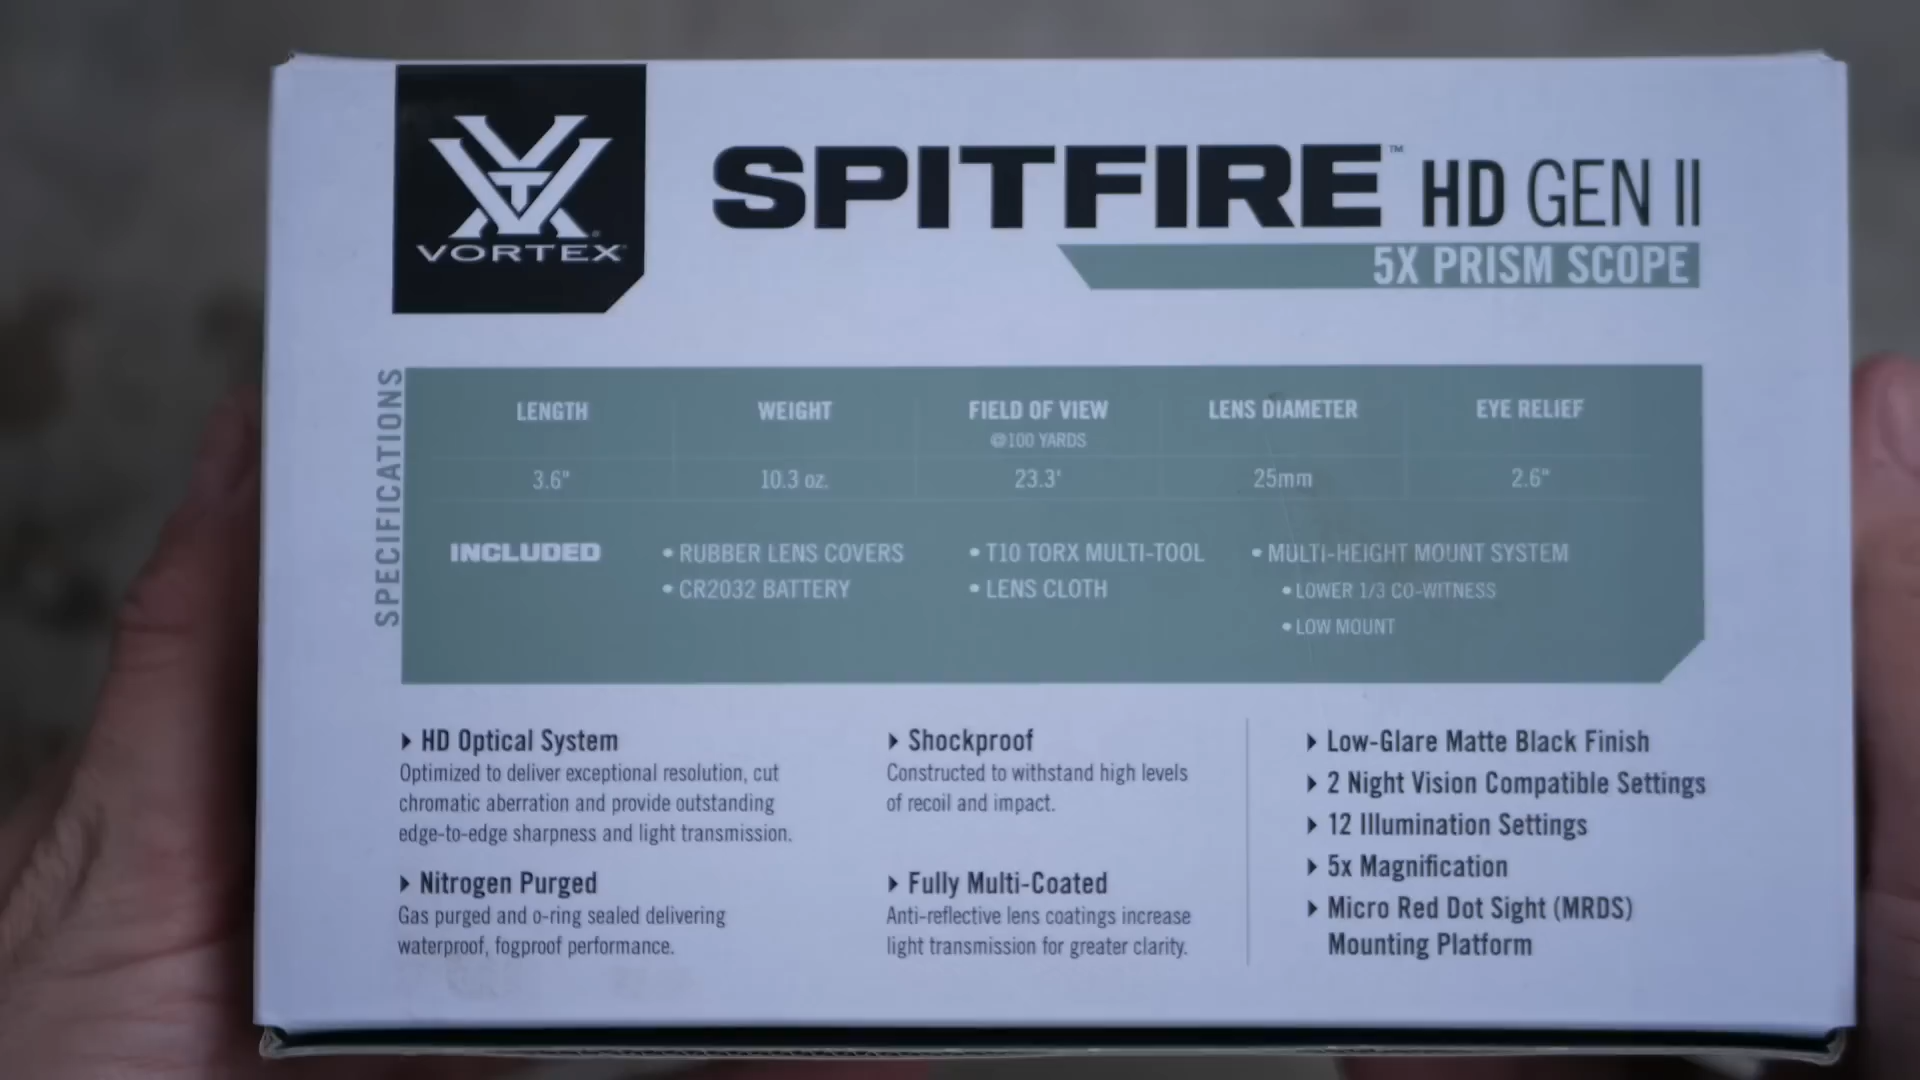 VORTEX
SPITFIRE™ HD GEN II
5X PRISM SCOPE
SPECIFICATIONS
LENGTH WEIGHT FIELD OF VIEW LENS DIAMETER EYE RELIEF
@100 YARDS
3.6" 10.3 oz. 23.3' 25mm 2.6"
INCLUDED • RUBBER LENS COVERS • T10 TORX MULTI-TOOL • MULTI-HEIGHT MOUNT SYSTEM
• CR2032 BATTERY • LENS CLOTH • LOWER 1/3 CO-WITNESS
• LOW MOUNT
HD Optical System
Optimized to deliver exceptional resolution, cut
chromatic aberration and provide outstanding
edge-to-edge sharpness and light transmission.
Nitrogen Purged
Gas purged and o-ring sealed delivering
waterproof, fogproof performance.
Shockproof
Constructed to withstand high levels
of recoil and impact.
Fully Multi-Coated
Anti-reflective lens coatings increase
light transmission for greater clarity.
Low-Glare Matte Black Finish
2 Night Vision Compatible Settings
12 Illumination Settings
5x Magnification
Micro Red Dot Sight (MRDS)
Mounting Platform